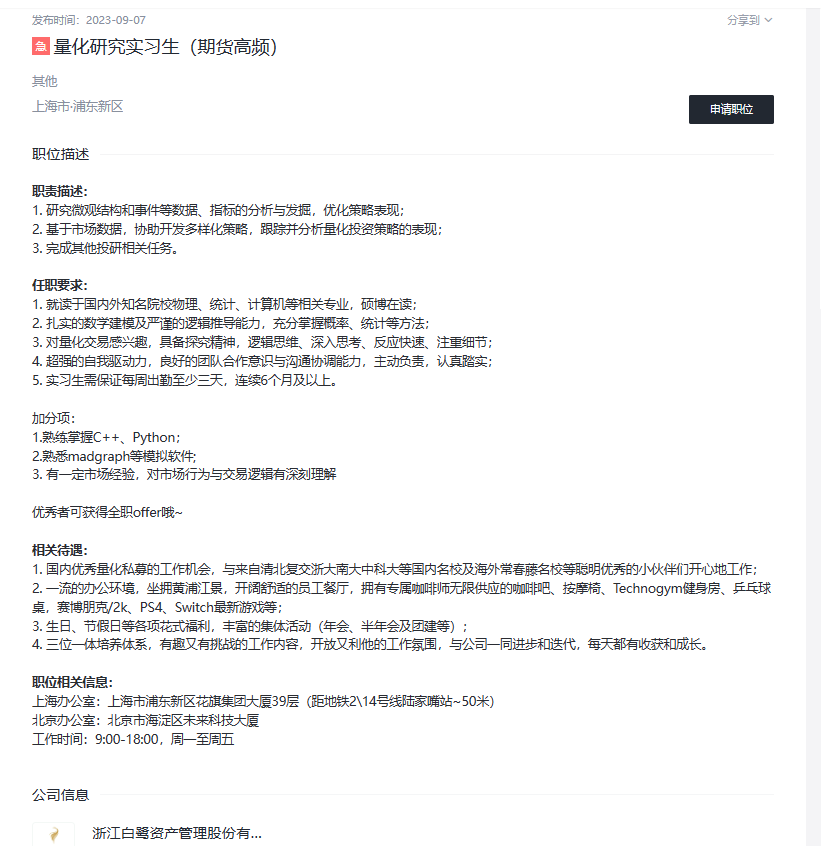 发布时间：2023-09-07
分享到
急 量化研究实习生（期货高频）
其他
上海市·浦东新区
申请职位
职位描述
职责描述：
1. 研究微观结构和事件等数据、指标的分析与发掘，优化策略表现；
2. 基于市场数据，协助开发多样化策略，跟踪并分析量化投资策略的表现；
3. 完成其他投研相关任务。
任职要求：
1. 就读于国内外知名院校物理、统计、计算机等相关专业，硕博在读；
2. 扎实的数学建模及严谨的逻辑推导能力，充分掌握概率、统计等方法；
3. 对量化交易感兴趣，具备探究精神，逻辑思维、深入思考、反应快速、注重细节；
4. 超强的自我驱动力，良好的团队合作意识与沟通协调能力，主动负责，认真踏实；
5. 实习生需保证每周出勤至少三天，连续6个月及以上。
加分项：
1.熟练掌握C++、Python；
2.熟悉madgraph等模拟软件;
3. 有一定市场经验，对市场行为与交易逻辑有深刻理解
优秀者可获得全职offer哦~
相关待遇：
1. 国内优秀量化私募的工作机会，与来自清北复交浙大南大中科大等国内名校及海外常春藤名校等聪明优秀的小伙伴们开心地工作；
2. 一流的办公环境，坐拥黄浦江景，开阔舒适的员工餐厅，拥有专属咖啡师无限供应的咖啡吧、按摩椅、Technogym健身房、乒乓球
桌，赛博朋克/2k、PS4、Switch最新游戏等；
3. 生日、节假日等各项花式福利，丰富的集体活动（年会、半年会及团建等）；
4. 三位一体培养体系，有趣又有挑战的工作内容，开放又利他的工作氛围，与公司一同进步和迭代，每天都有收获和成长。
职位相关信息：
上海办公室：上海市浦东新区花旗集团大厦39层（距地铁2\14号线陆家嘴站~50米）
北京办公室：北京市海淀区未来科技大厦
工作时间：9:00-18:00，周一至周五
公司信息
浙江白鹭资产管理股份有...